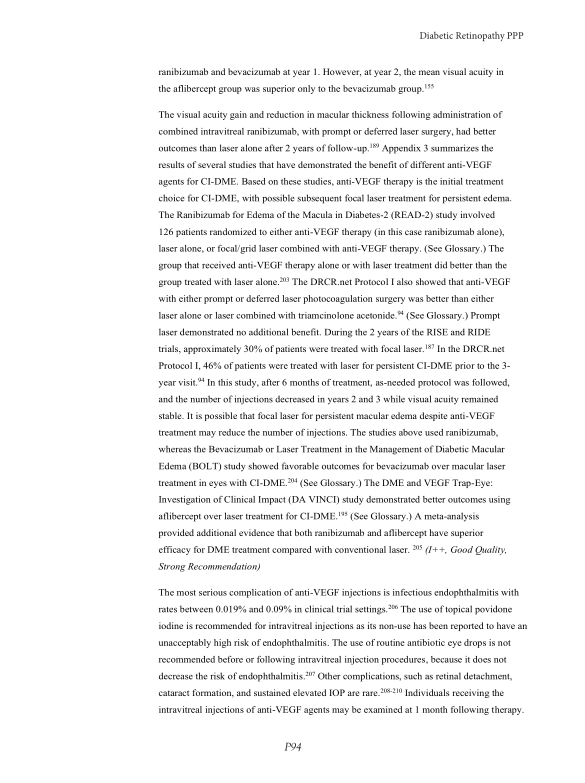 Diabetic Retinopathy PPP
ranibizumab and bevacizumab at year 1. However, at year 2, the mean visual acuity in
the aflibercept group was superior only to the bevacizumab group.155
The visual acuity gain and reduction in macular thickness following administration of
combined intravitreal ranibizumab, with prompt or deferred laser surgery, had better
outcomes than laser alone after 2 years of follow-up.189 Appendix 3 summarizes the
results of several studies that have demonstrated the benefit of different anti-VEGF
agents for CI-DME. Based on these studies, anti-VEGF therapy is the initial treatment
choice for CI-DME, with possible subsequent focal laser treatment for persistent edema.
The Ranibizumab for Edema of the Macula in Diabetes-2 (READ-2) study involved
126 patients randomized to either anti-VEGF therapy (in this case ranibizumab alone),
laser alone, or focal/grid laser combined with anti-VEGF therapy. (See Glossary.) The
group that received anti-VEGF therapy alone or with laser treatment did better than the
group treated with laser alone.203 The DRCR.net Protocol I also showed that anti-VEGF
with either prompt or deferred laser photocoagulation surgery was better than either
laser alone or laser combined with triamcinolone acetonide.94 (See Glossary.) Prompt
laser demonstrated no additional benefit. During the 2 years of the RISE and RIDE
trials, approximately 30% of patients were treated with focal laser.187 In the DRCR.net
Protocol I, 46% of patients were treated with laser for persistent CI-DME prior to the 3-
year visit.94 In this study, after 6 months of treatment, as-needed protocol was followed,
and the number of injections decreased in years 2 and 3 while visual acuity remained
stable. It is possible that focal laser for persistent macular edema despite anti-VEGF
treatment may reduce the number of injections. The studies above used ranibizumab,
whereas the Bevacizumab or Laser Treatment in the Management of Diabetic Macular
Edema (BOLT) study showed favorable outcomes for bevacizumab over macular laser
treatment in eyes with CI-DME.204 (See Glossary.) The DME and VEGF Trap-Eye:
Investigation of Clinical Impact (DA VINCI) study demonstrated better outcomes using
aflibercept over laser treatment for CI-DME.195 (See Glossary.) A meta-analysis
provided additional evidence that both ranibizumab and aflibercept have superior
efficacy for DME treatment compared with conventional laser. 205 (I++, Good Quality,
Strong Recommendation)
The most serious complication of anti-VEGF injections is infectious endophthalmitis with
rates between 0.019% and 0.09% in clinical trial settings.206 The use of topical povidone
iodine is recommended for intravitreal injections as its non-use has been reported to have an
unacceptably high risk of endophthalmitis. The use of routine antibiotic eye drops is not
recommended before or following intravitreal injection procedures, because it does not
decrease the risk of endophthalmitis.207 Other complications, such as retinal detachment,
cataract formation, and sustained elevated IOP are rare.208-210 Individuals receiving the
intravitreal injections of anti-VEGF agents may be examined at 1 month following therapy.
P94